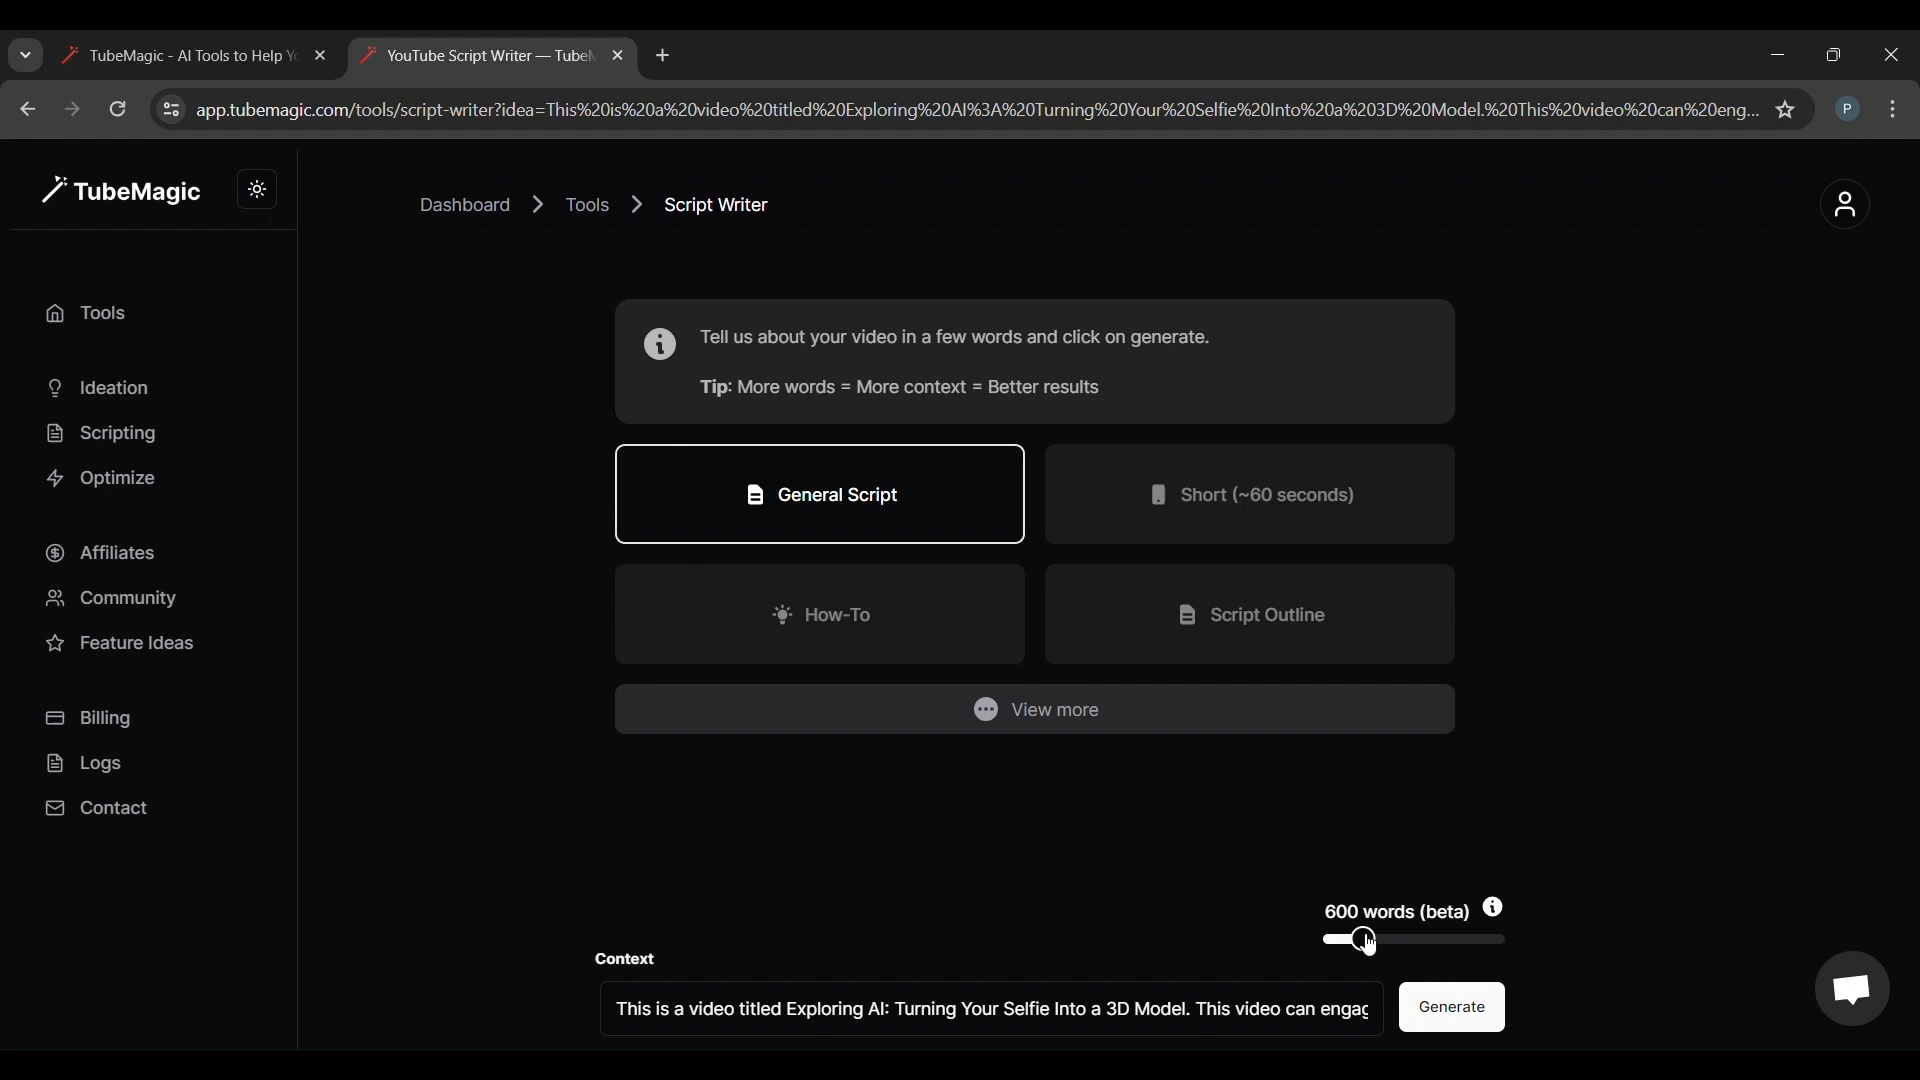 TubeMagic - AI Tools to Help Yo
YouTube Script Writer — Tube
app.tubemagic.com/tools/script-writer?idea=This%20is%20a%20video%20titled%20Exploring%20AI%3A%20Turning%20Your%20Selfie%20Into%20a%203D%20Model.%20This%20video%20can%20eng...
P
TubeMagic
Dashboard > Tools > Script Writer
Tools
Ideation
Scripting
Optimize
Affiliates
Community
Feature Ideas
Billing
Logs
Contact
Tell us about your video in a few words and click on generate.
Tip: More words = More context = Better results
General Script
Short (~60 seconds)
How-To
Script Outline
View more
600 words (beta)
Context
This is a video titled Exploring AI: Turning Your Selfie Into a 3D Model. This video can engag
Generate